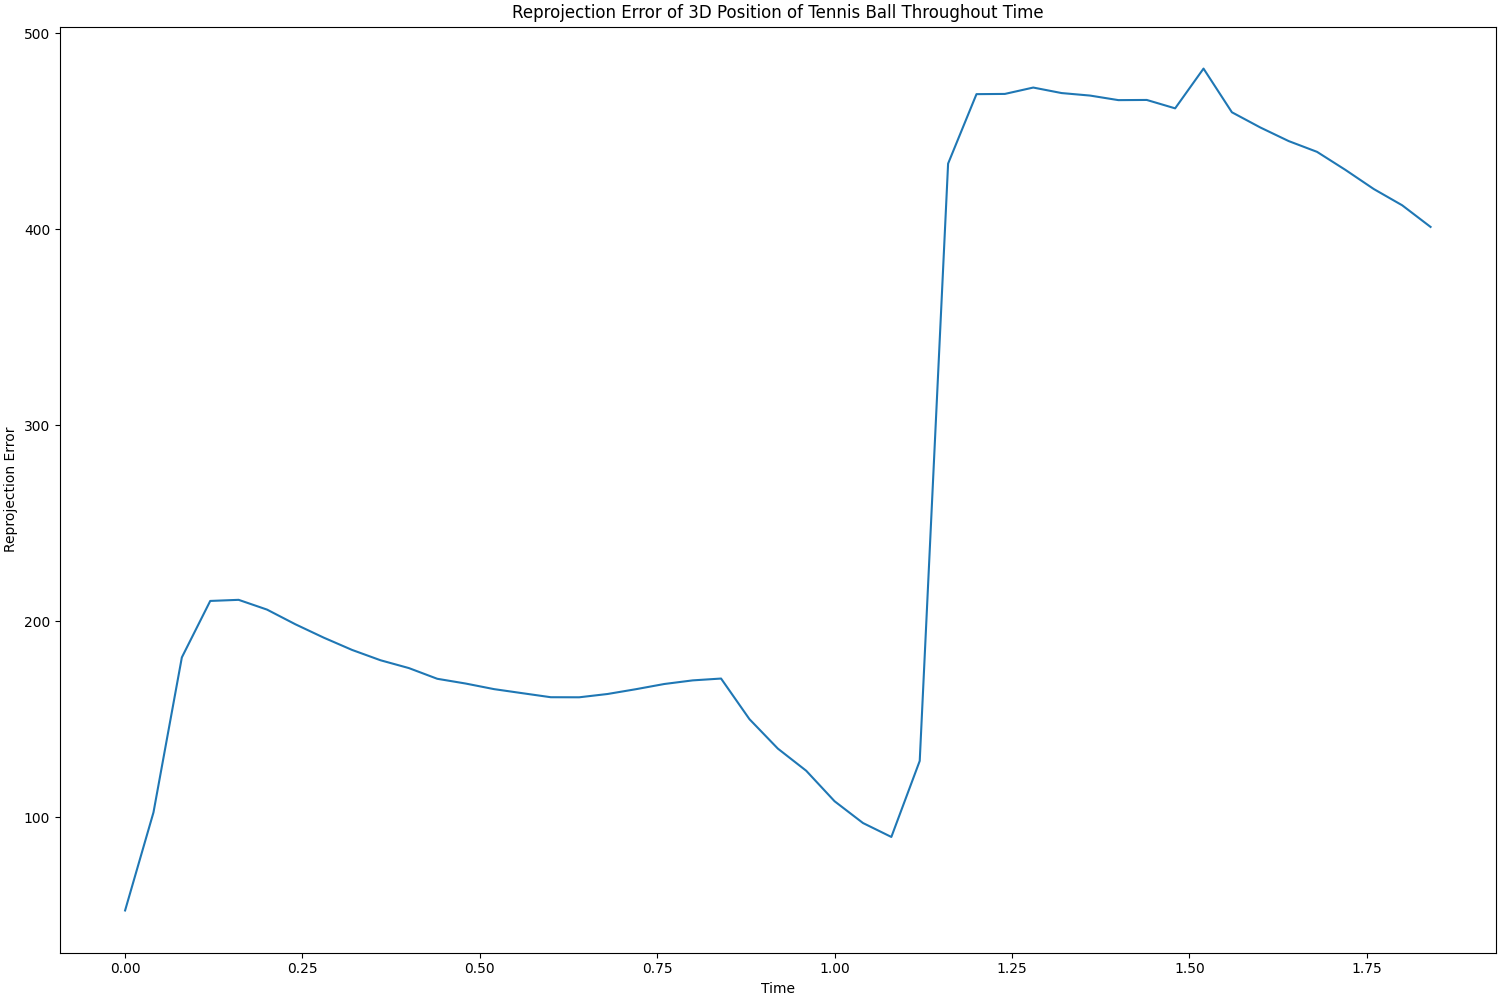 Reprojection Error of 3D Position of Tennis Ball Throughout Time
500
400
300
200
100
Reprojection Error
0.00 0.25 0.50 0.75 1.00 1.25 1.50 1.75
Time